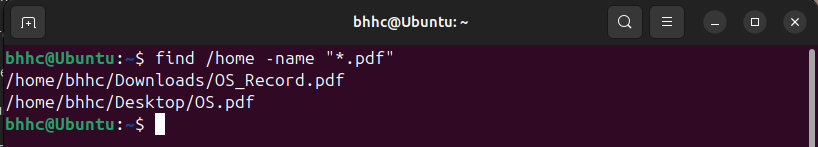 bhhc@Ubuntu: ~
bhhc@Ubuntu:~$ find /home -name "*.pdf"
/home/bhhc/Downloads/OS_Record.pdf
/home/bhhc/Desktop/OS.pdf
bhhc@Ubuntu:~$